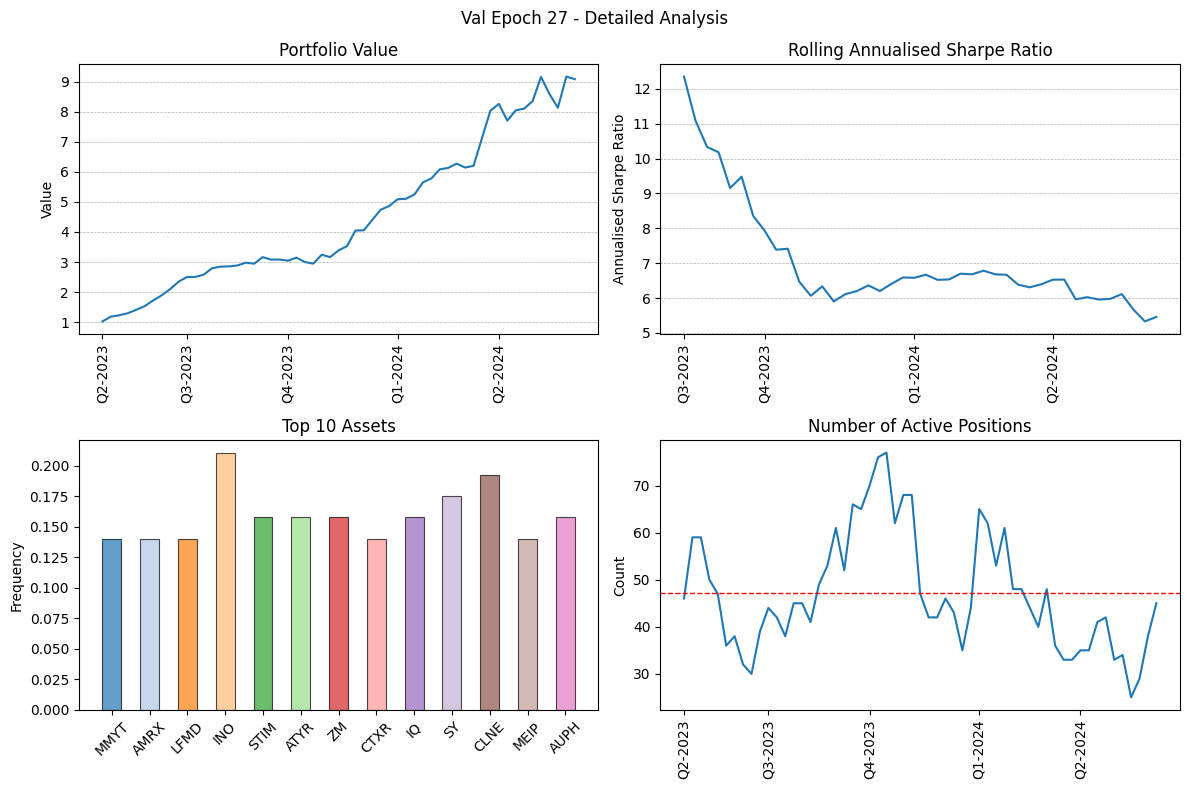 Val Epoch 27 - Detailed Analysis
Portfolio Value
Value
9
8
7
6
5
4
3
2
1
Q2-2023
Q3-2023
Q4-2023
Q1-2024
Q2-2024
Rolling Annualised Sharpe Ratio
Annualised Sharpe Ratio
12
11
10
9
8
7
6
5
Q3-2023
Q4-2023
Q1-2024
Q2-2024
Top 10 Assets
Frequency
0.200
0.175
0.150
0.125
0.100
0.075
0.050
0.025
0.000
MMYT
AMRX
LFMD
INO
STIM
ATYR
ZM
CTXR
IQ
SY
CLNE
MEIP
AUPH
Number of Active Positions
Count
70
60
50
40
30
Q2-2023
Q3-2023
Q4-2023
Q1-2024
Q2-2024